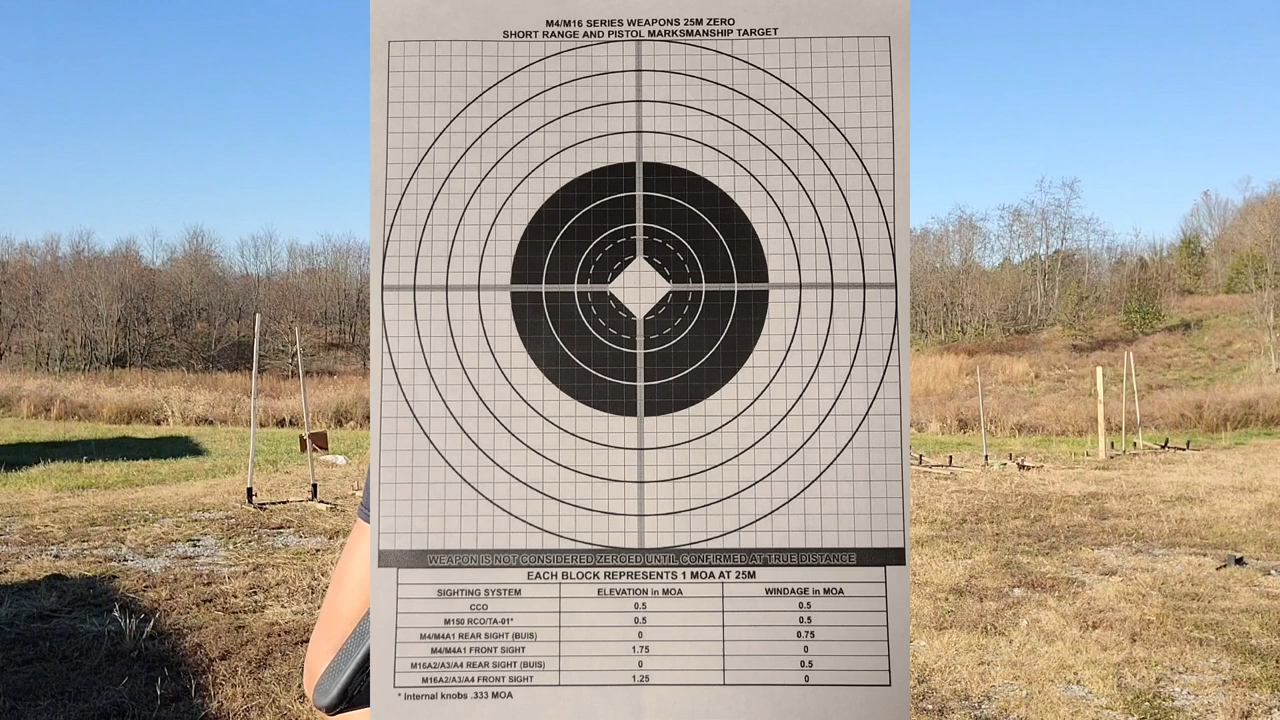 M4/M16 SERIES WEAPONS 25M ZERO
SHORT RANGE AND PISTOL MARKSMANSHIP TARGET
WEAPON IS NOT CONSIDERED ZEROED UNTIL CONFIRMED AT TRUE DISTANCE
EACH BLOCK REPRESENTS 1 MOA AT 25M
SIGHTING SYSTEM ELEVATION in MOA WINDAGE in MOA
CCO 0.5 0.5
M150 RCO/TA-01* 0.5 0.5
M4/M4A1 REAR SIGHT (BUIS) 0 0.75
M4/M4A1 FRONT SIGHT 1.75 0
M16A2/A3/A4 REAR SIGHT (BUIS) 0 0.5
M16A2/A3/A4 FRONT SIGHT 1.25 0
* Internal knobs .333 MOA